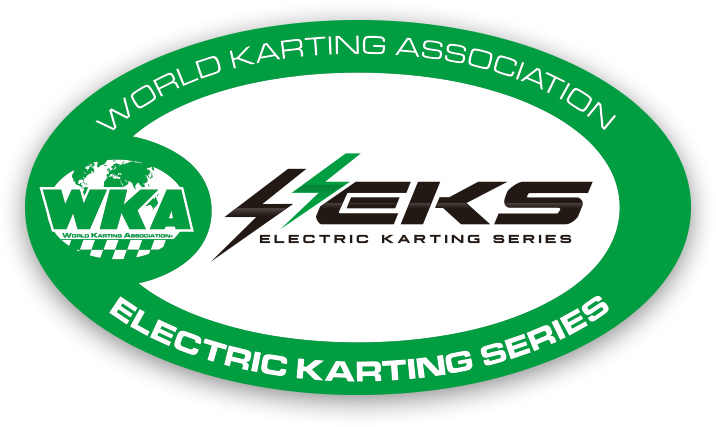 WORLD KARTING ASSOCIATION
WKA
WORLD KARTING ASSOCIATION®
EKS
ELECTRIC KARTING SERIES
ELECTRIC KARTING SERIES